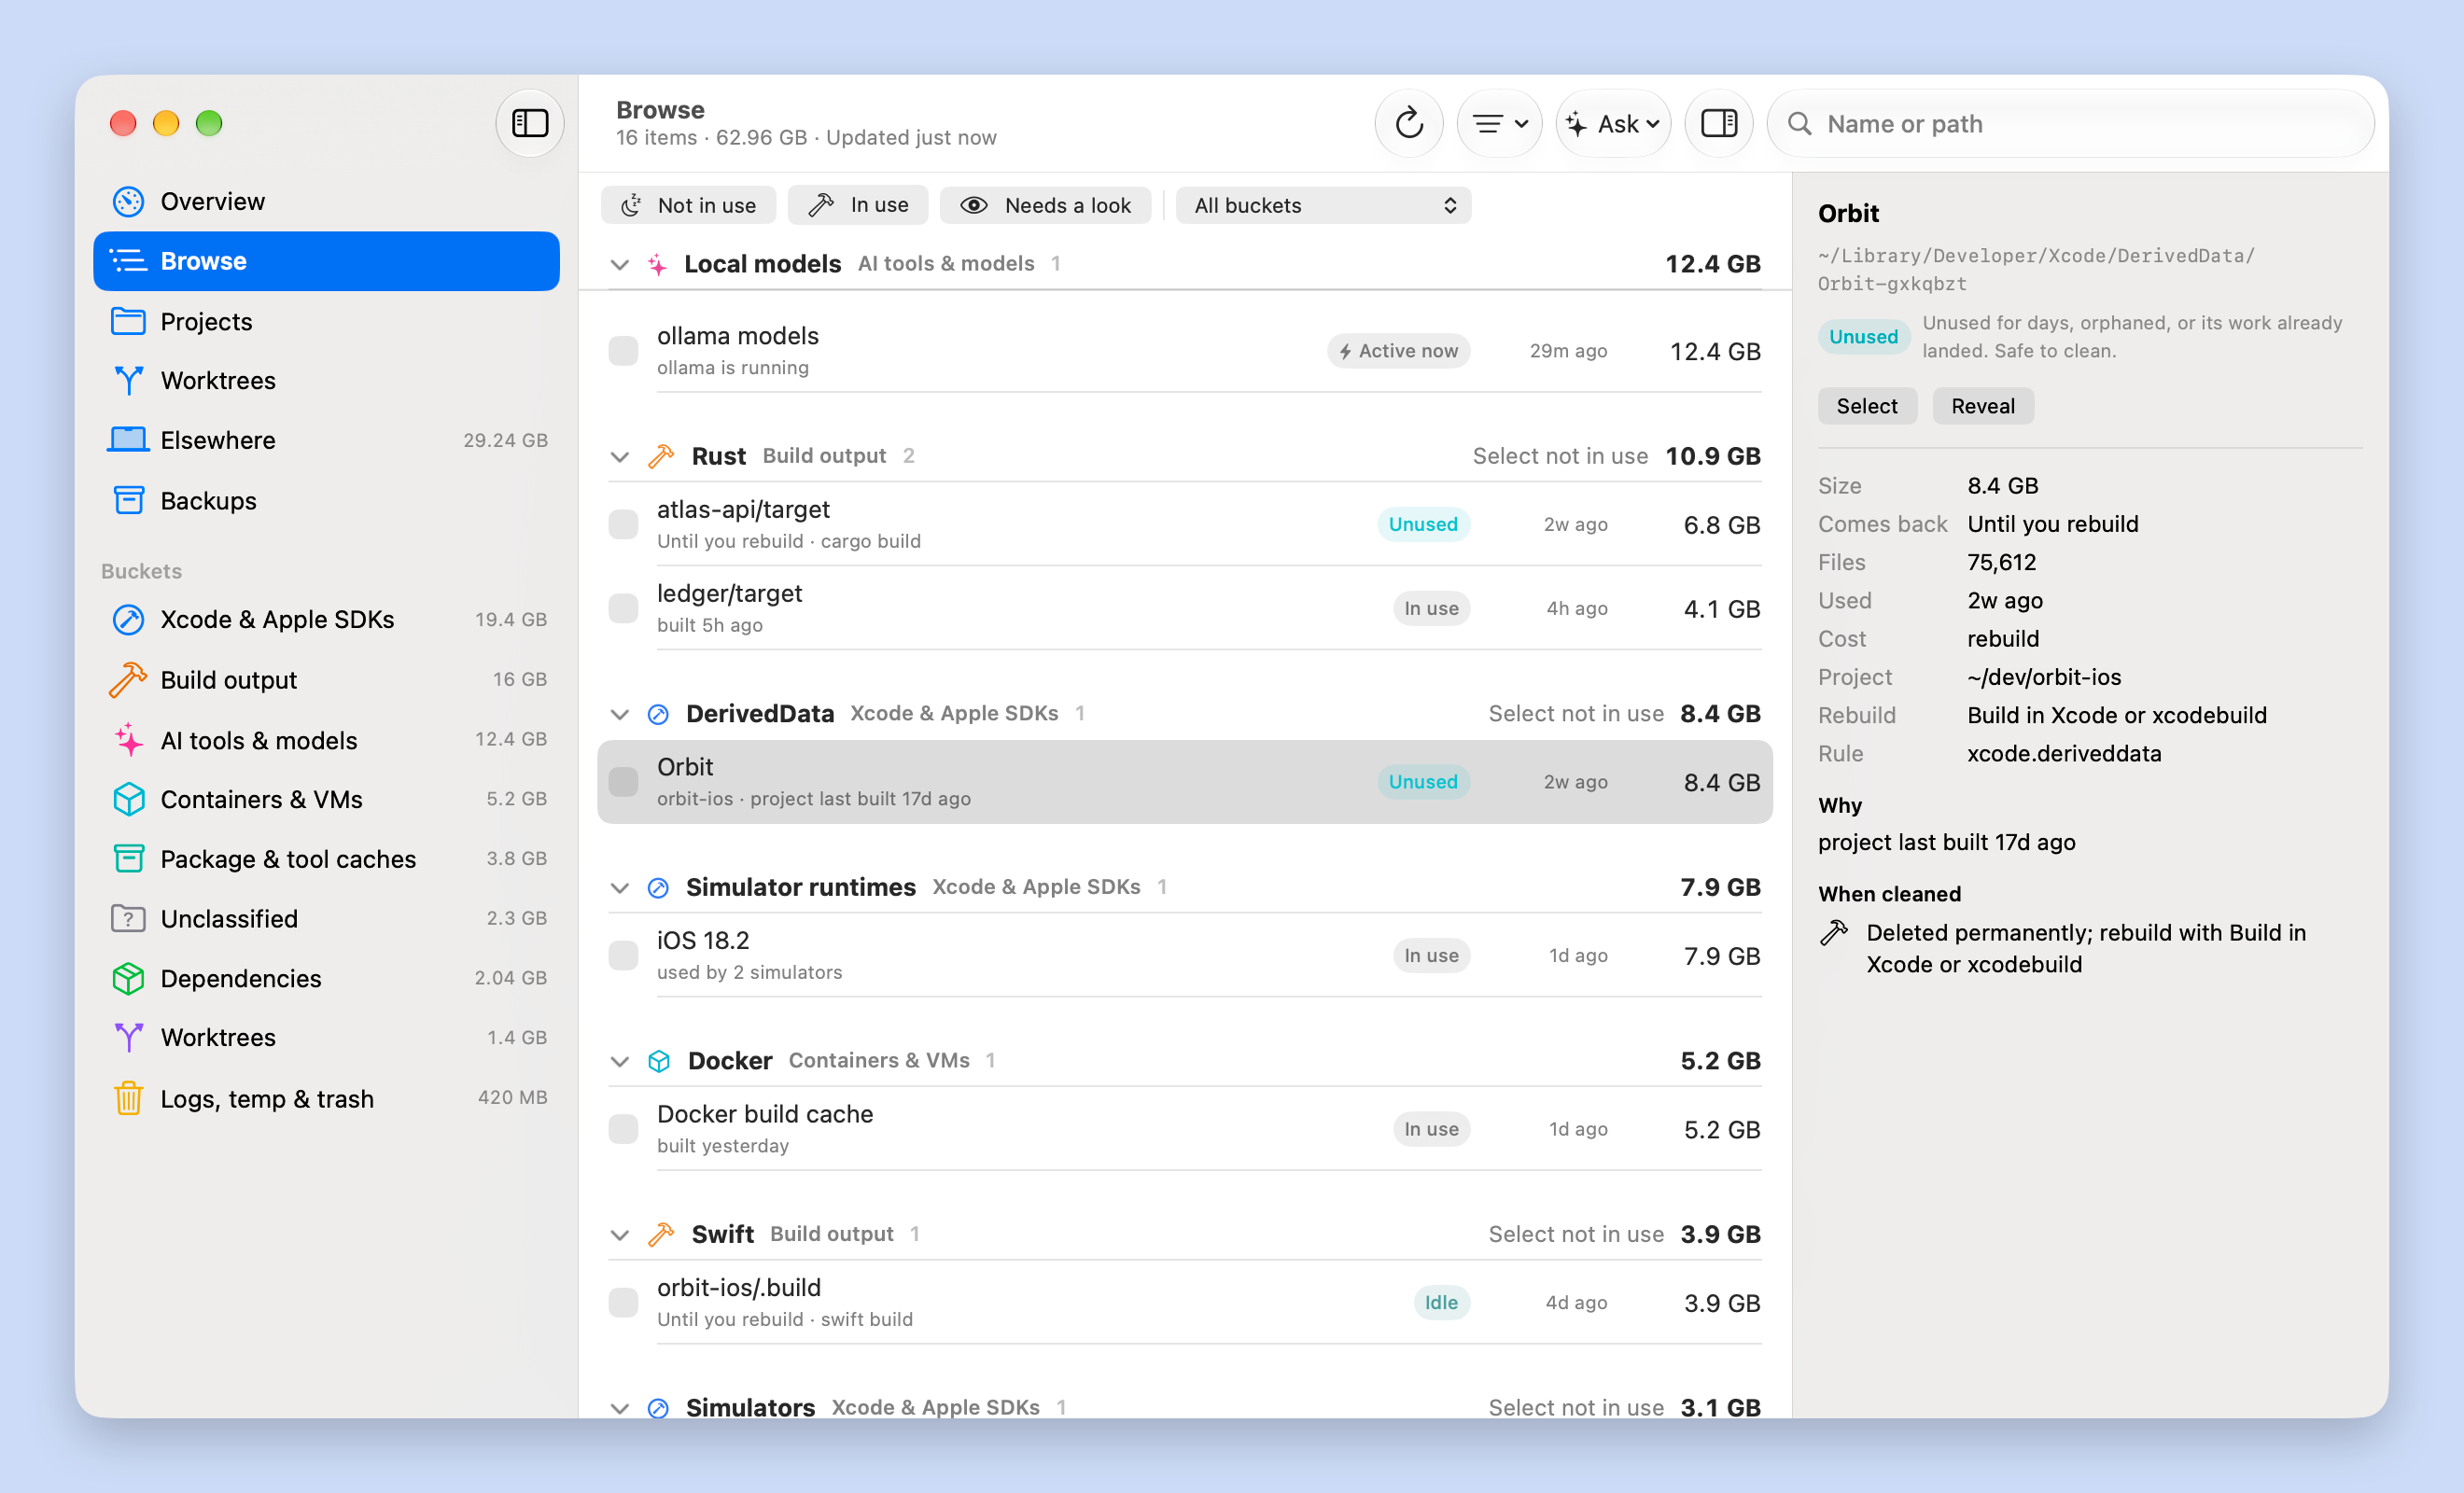 Overview
Browse
Projects
Worktrees
Elsewhere 29.24 GB
Backups
Buckets
Xcode & Apple SDKs 19.4 GB
Build output 16 GB
AI tools & models 12.4 GB
Containers & VMs 5.2 GB
Package & tool caches 3.8 GB
Unclassified 2.3 GB
Dependencies 2.04 GB
Worktrees 1.4 GB
Logs, temp & trash 420 MB
Browse
16 items · 62.96 GB · Updated just now
Ask
Name or path
Not in use In use Needs a look All buckets
Local models AI tools & models 1 12.4 GB
ollama models
ollama is running
Active now 29m ago 12.4 GB
Rust Build output 2 Select not in use 10.9 GB
atlas-api/target
Until you rebuild · cargo build
Unused 2w ago 6.8 GB
ledger/target
built 5h ago
In use 4h ago 4.1 GB
DerivedData Xcode & Apple SDKs 1 Select not in use 8.4 GB
Orbit
orbit-ios · project last built 17d ago
Unused 2w ago 8.4 GB
Simulator runtimes Xcode & Apple SDKs 1 7.9 GB
iOS 18.2
used by 2 simulators
In use 1d ago 7.9 GB
Docker Containers & VMs 1 5.2 GB
Docker build cache
built yesterday
In use 1d ago 5.2 GB
Swift Build output 1 Select not in use 3.9 GB
orbit-ios/.build
Until you rebuild · swift build
Idle 4d ago 3.9 GB
Simulators Xcode & Apple SDKs 1 Select not in use 3.1 GB
Orbit
~/Library/Developer/Xcode/DerivedData/
Orbit-gxkqbzt
Unused
Unused for days, orphaned, or its work already
landed. Safe to clean.
Select Reveal
Size 8.4 GB
Comes back Until you rebuild
Files 75,612
Used 2w ago
Cost rebuild
Project ~/dev/orbit-ios
Rebuild Build in Xcode or xcodebuild
Rule xcode.deriveddata
Why
project last built 17d ago
When cleaned
Deleted permanently; rebuild with Build in
Xcode or xcodebuild